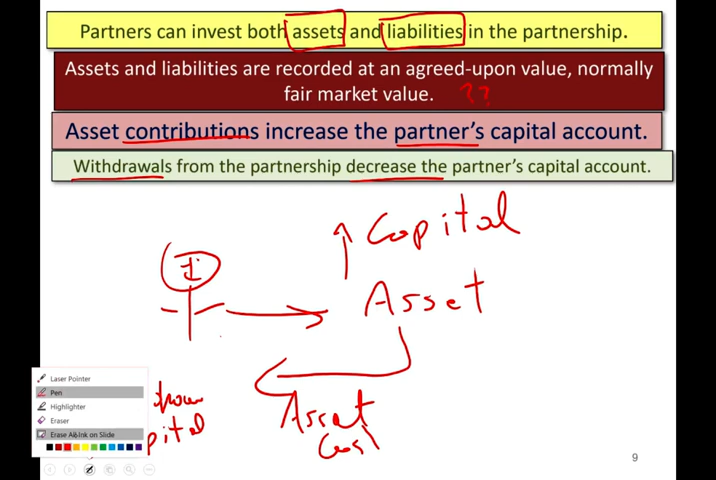 Partners can invest both assets and liabilities in the partnership.
Assets and liabilities are recorded at an agreed-upon value, normally
fair market value. ??
Asset contributions increase the partner's capital account.
Withdrawals from the partnership decrease the partner's capital account.
Capital
I
Asset
Laser Pointer
Pen
Highlighter
Eraser
Erase All Ink on Slide
Asset
pital
9